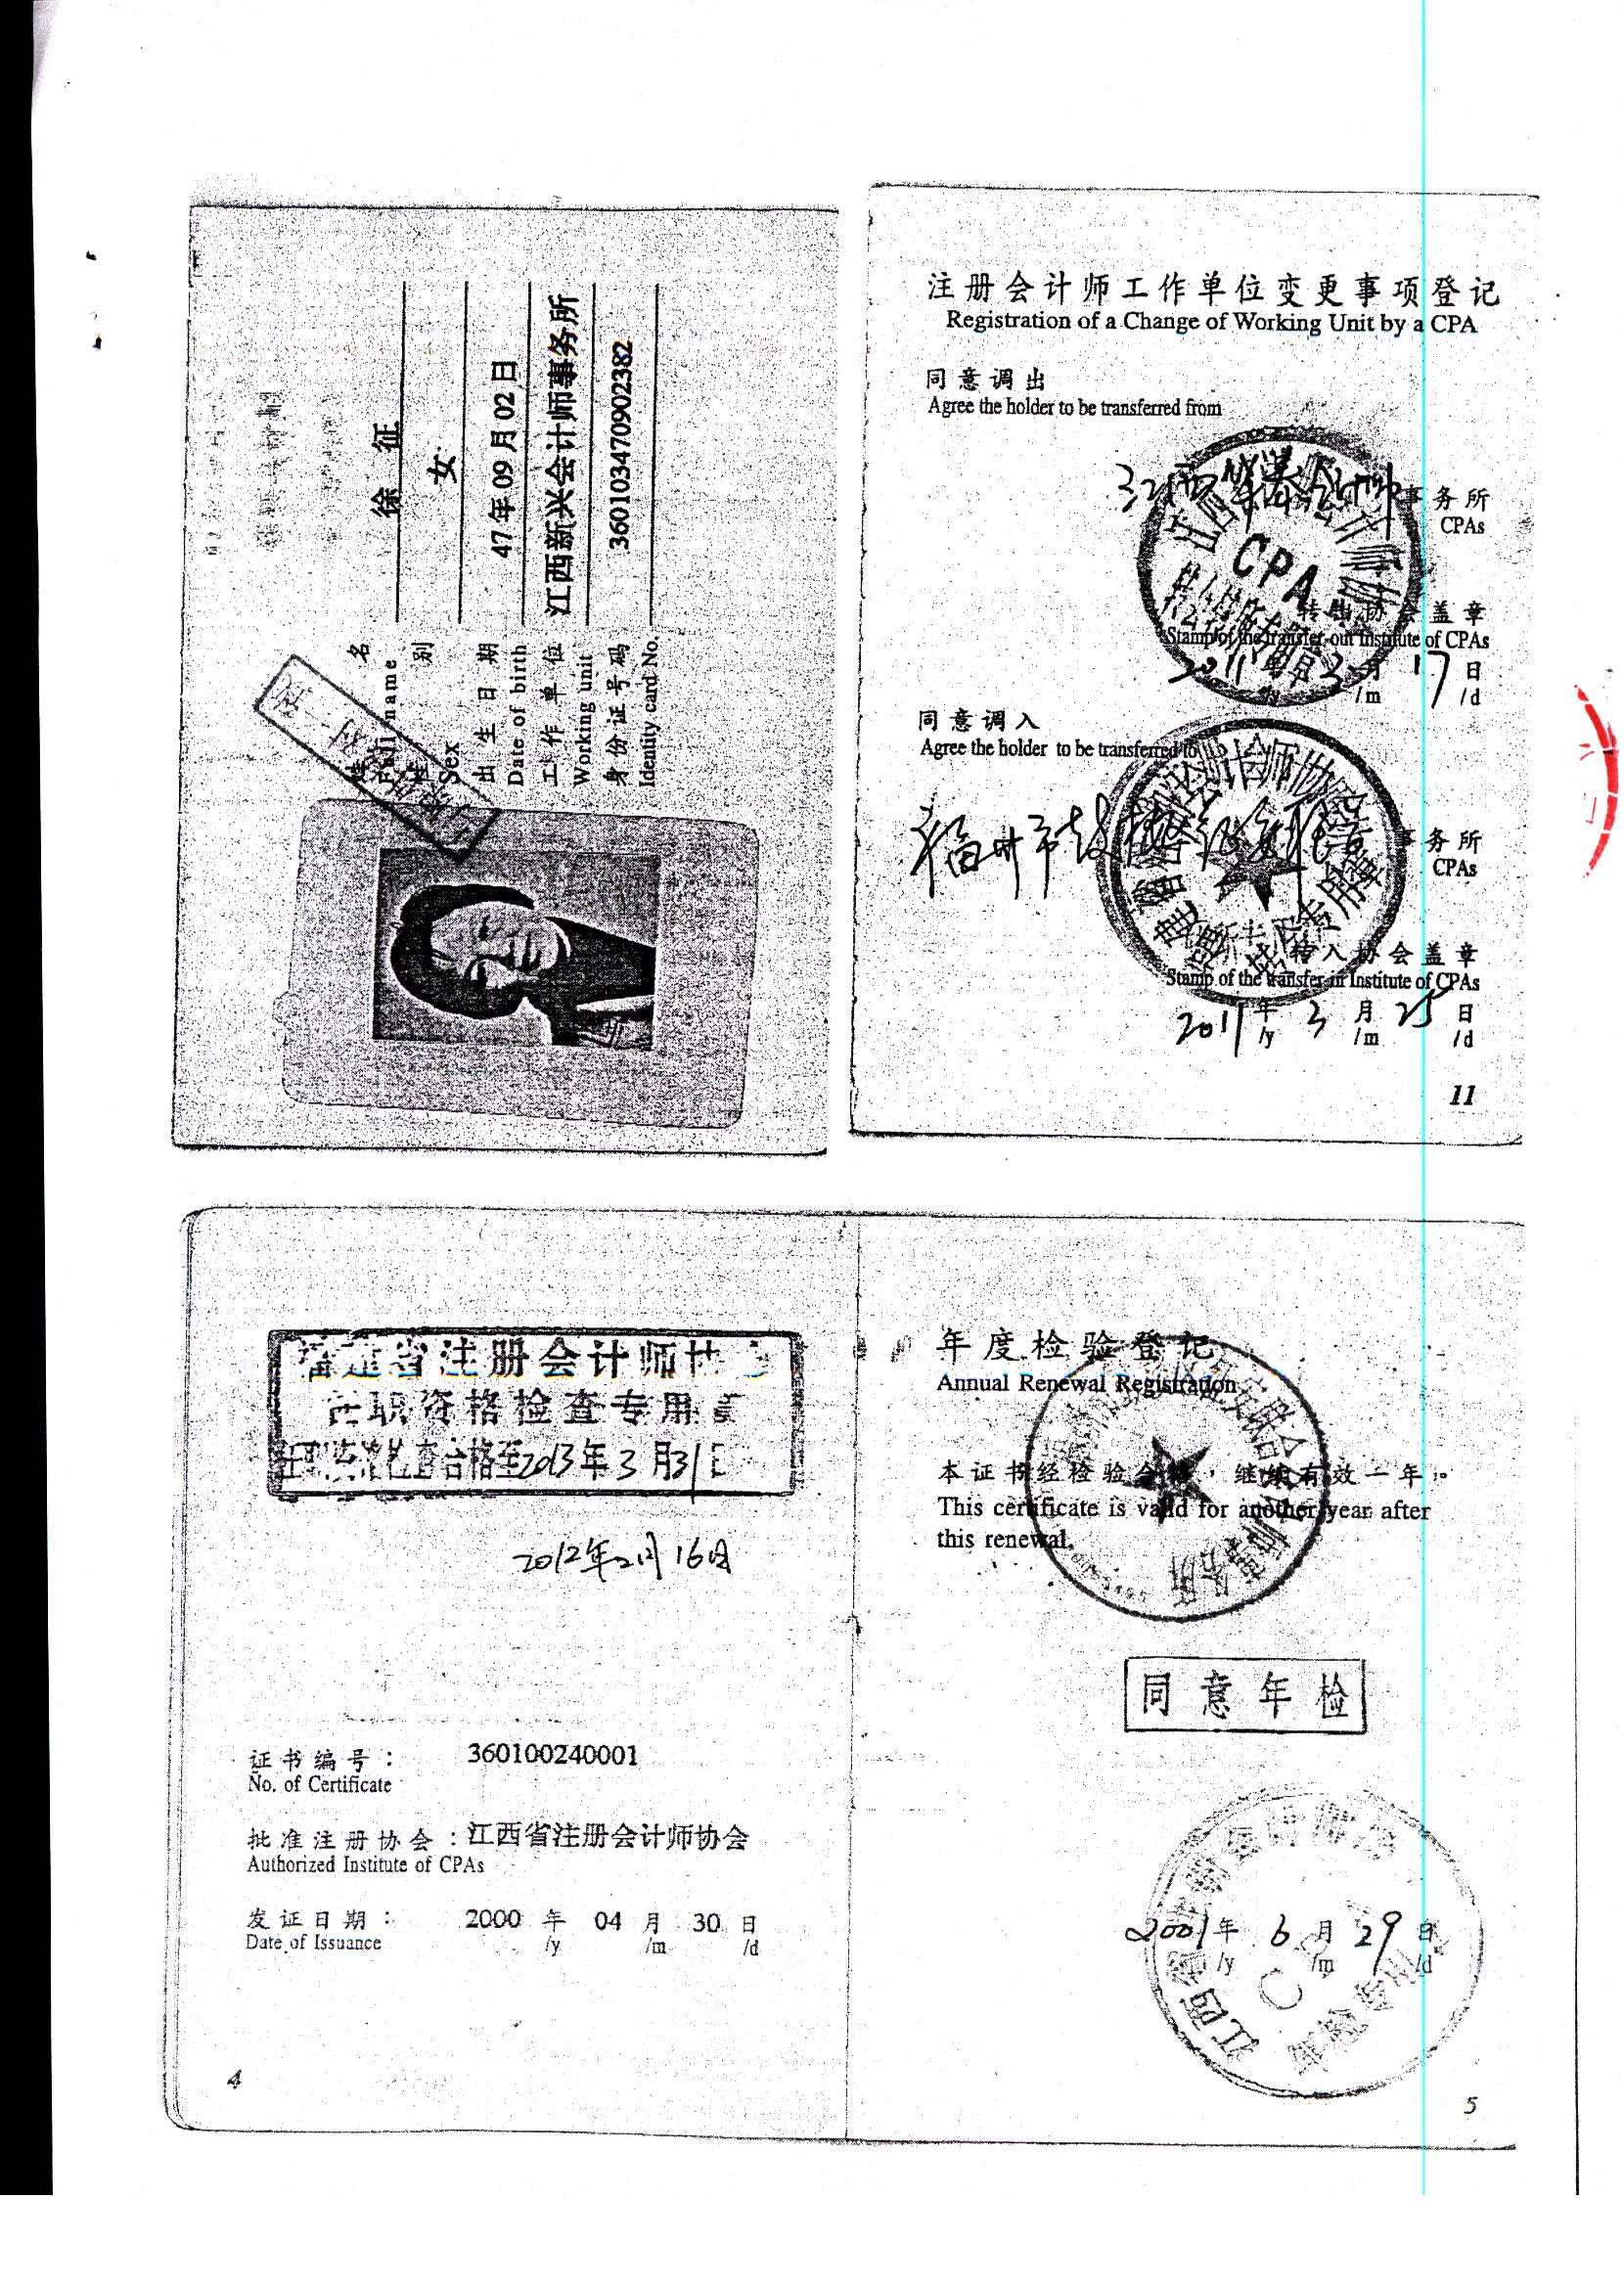 姓 名 徐 征
Full name
性 别 女
Sex
出 生 日 期 47 年 09 月 02 日
Date of birth
工 作 单 位 江西新兴会计师事务所
Working unit
身 份 证 号 码 360103470902382
Identity card No.
注册会计师工作单位变更事项登记
Registration of a Change of Working Unit by a CPA
同意调出
Agree the holder to be transferred from
事务所
CPAs
CPA
转出协会盖章
Stamp of the transfer-out Institute of CPAs
2011 年 3 月 17 日
/y /m /d
同意调入
Agree the holder to be transferred to
福州市
事务所
CPAs
转入协会盖章
Stamp of the transfer-in Institute of CPAs
2011 年 3 月 25 日
/y /m /d
11
福建省注册会计师协会
任职资格检查专用章
检查合格至2013年3月31日
2012年2月16日
证书编号： 360100240001
No. of Certificate
批准注册协会：江西省注册会计师协会
Authorized Institute of CPAs
发证日期： 2000 年 04 月 30 日
Date of Issuance /y /m /d
4
年度检验登记
Annual Renewal Registration
本证书经检验合格，继续有效一年。
This certificate is valid for another year after
this renewal.
同意年检
2001 年 6 月 29 日
/y /m /d
5